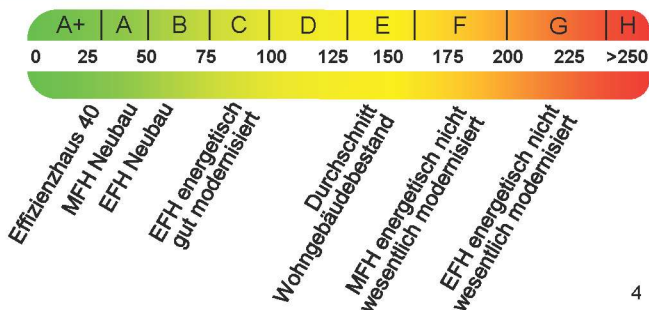 A+ A B C D E F G H
0 25 50 75 100 125 150 175 200 225 >250
Effizienzhaus 40
MFH Neubau
EFH Neubau
EFH energetisch
gut modernisiert
Durchschnitt
Wohngebäudebestand
MFH energetisch nicht
wesentlich modernisiert
EFH energetisch nicht
wesentlich modernisiert
4